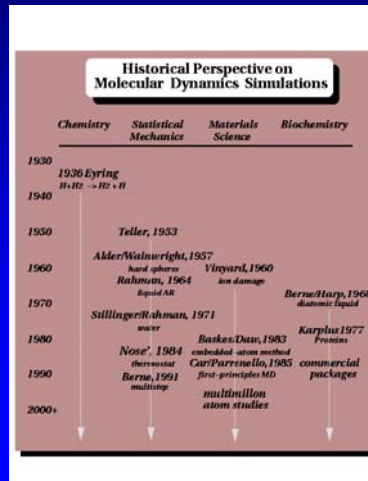 Historical Perspective on
Molecular Dynamics Simulations
Chemistry Statistical Materials Biochemistry
Mechanics Science
1930
1936 Eyring
H+H2 -> H2 + H
1940
1950 Teller, 1953
Alder/Wainwright, 1957
hard spheres
1960 Vinyard, 1960
Rahman, 1964 ion damage
liquid AR
Berne/Harp, 1968
diatomic liquid
1970
Stillinger/Rahman, 1971
water
Karplus1977
Proteins
1980 Baskes/Daw, 1983
embedded-atom method
Nose', 1984 Car/Parrenello, 1985 commercial
thermostat first-principles MD packages
1990
Berne, 1991
multistep
multimillon
atom studies
2000+